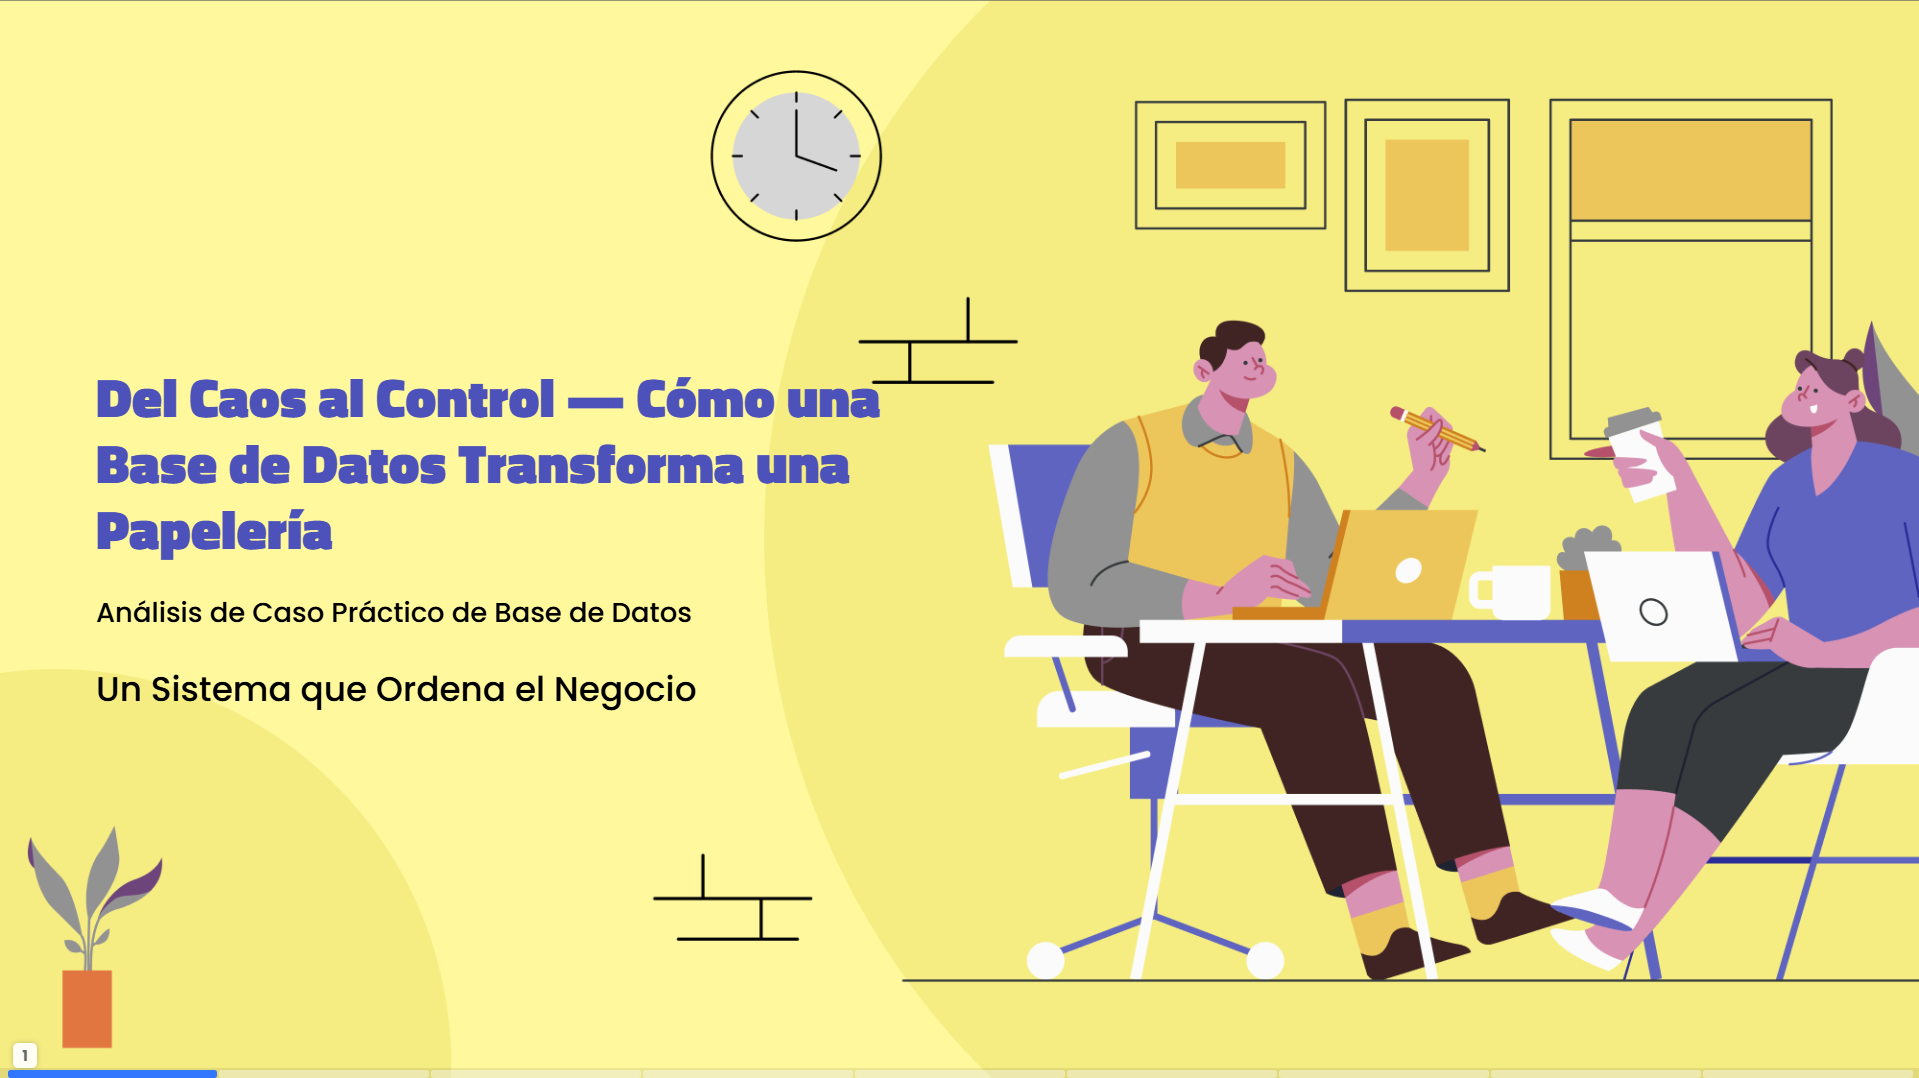 Del Caos al Control — Cómo una
Base de Datos Transforma una
Papelería
Análisis de Caso Práctico de Base de Datos
Un Sistema que Ordena el Negocio
1